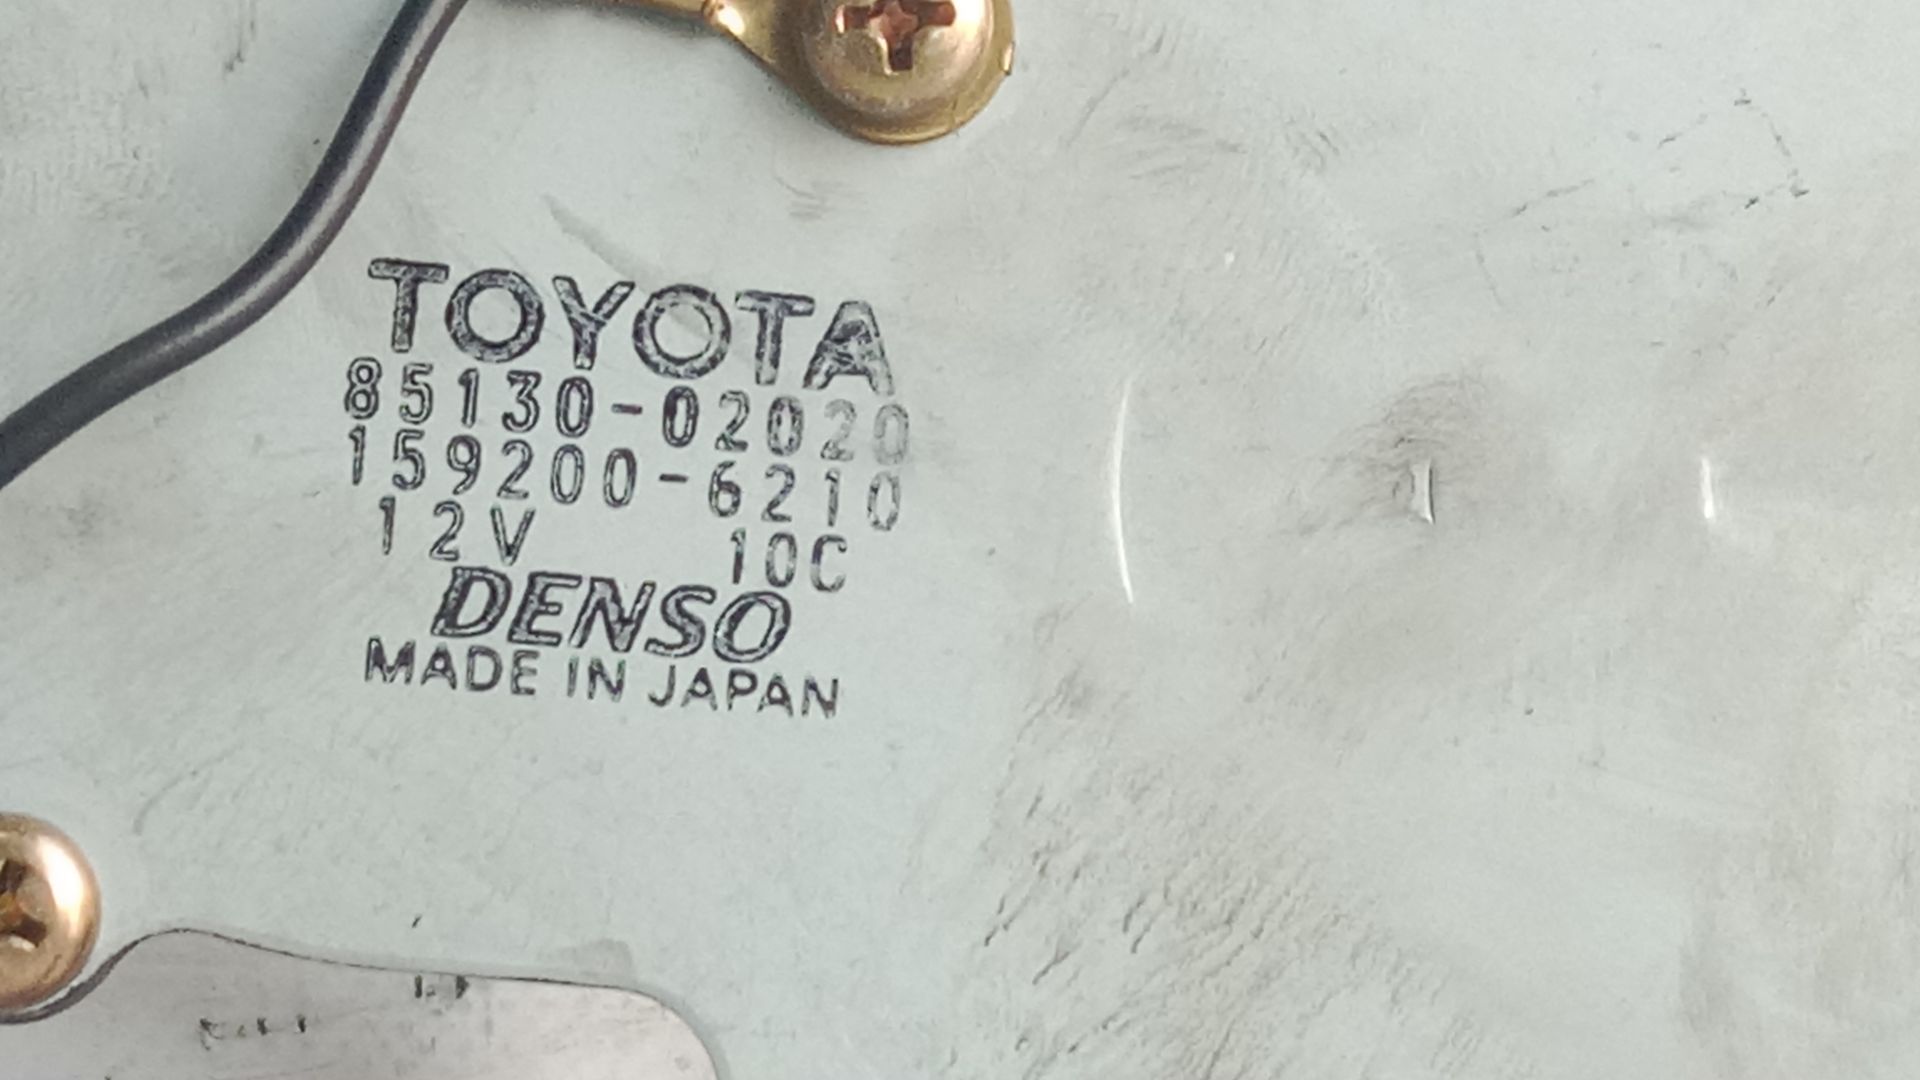 TOYOTA
85130-02020
159200-6210
12V 10C
DENSO
MADE IN JAPAN